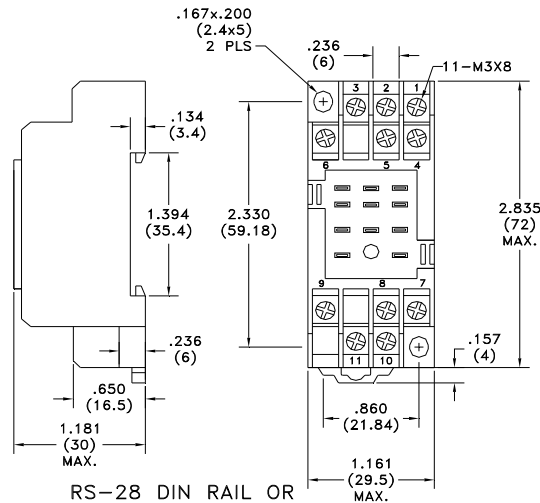 .167x.200
(2.4x5)
2 PLS
.236
(6)
11-M3X8
3 2 1
.134
(3.4)
6 5 4
1.394
(35.4)
2.330
(59.18)
2.835
(72)
MAX.
9 8 7
.236
(6)
.157
(4)
11 10
.650
(16.5)
.860
(21.84)
1.181
(30)
MAX.
1.161
(29.5)
MAX.
RS-28 DIN RAIL OR